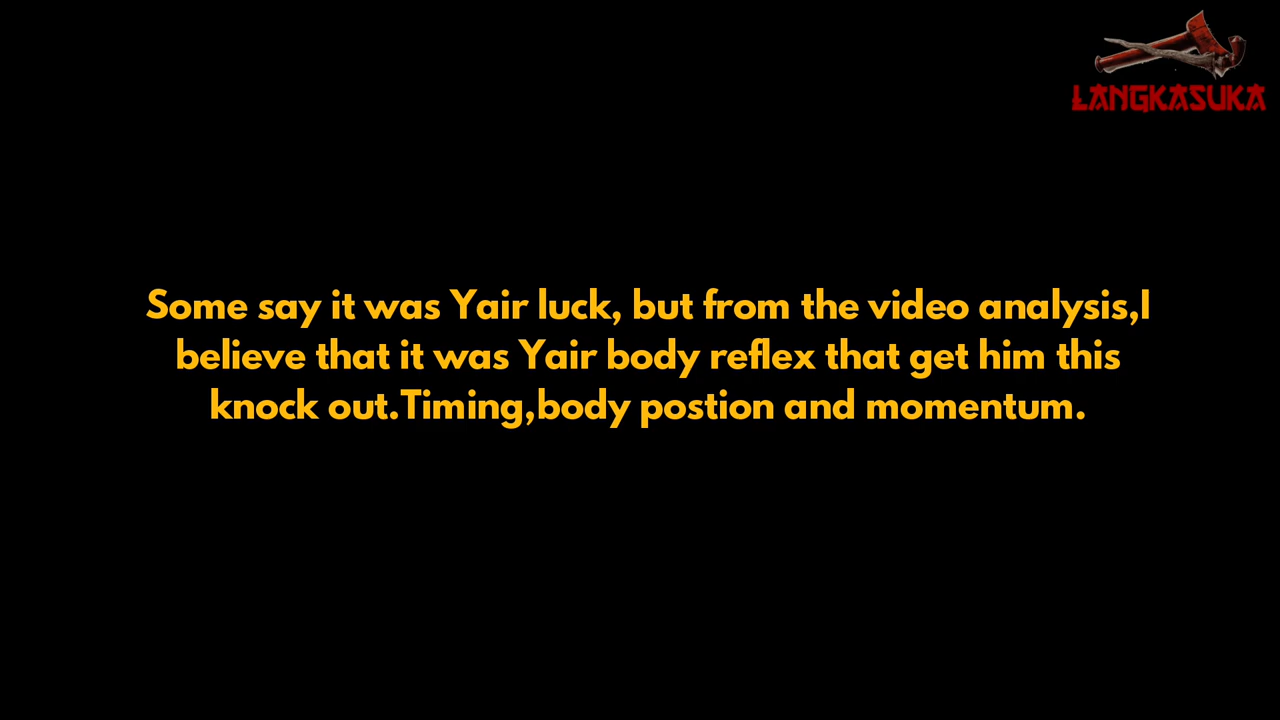 LANGKASUKA
Some say it was Yair luck, but from the video analysis,I
believe that it was Yair body reflex that get him this
knock out.Timing,body postion and momentum.